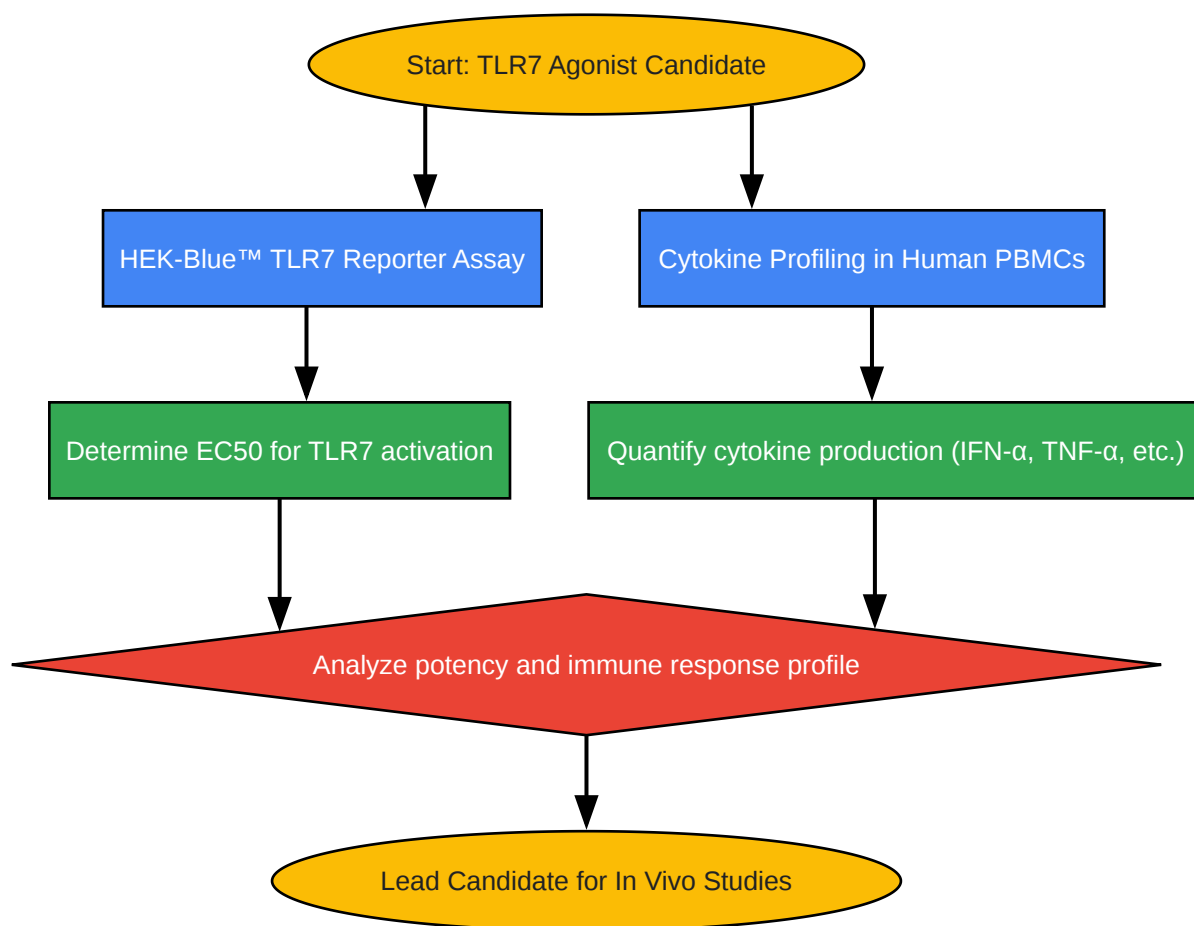 Start: TLR7 Agonist Candidate
HEK-Blue™ TLR7 Reporter Assay
Cytokine Profiling in Human PBMCs
Determine EC50 for TLR7 activation
Quantify cytokine production (IFN-α, TNF-α, etc.)
Analyze potency and immune response profile
Lead Candidate for In Vivo Studies